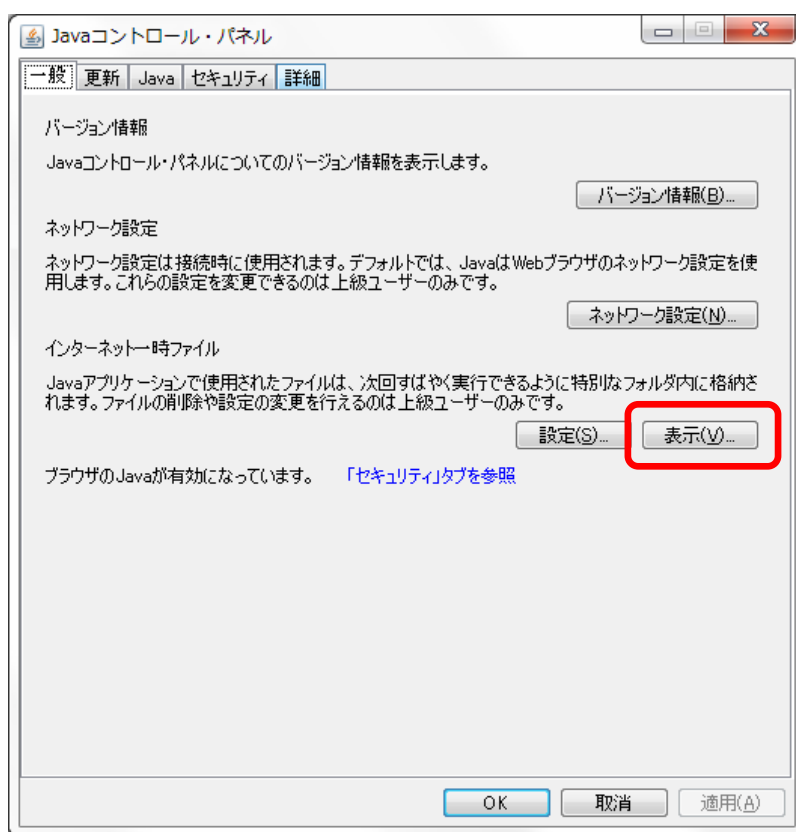 Javaコントロール・パネル
一般 更新 Java セキュリティ 詳細
バージョン情報
Javaコントロール・パネルについてのバージョン情報を表示します。
バージョン情報(B)...
ネットワーク設定
ネットワーク設定は接続時に使用されます。デフォルトでは、JavaはWebブラウザのネットワーク設定を使
用します。これらの設定を変更できるのは上級ユーザーのみです。
ネットワーク設定(N)...
インターネット一時ファイル
Javaアプリケーションで使用されたファイルは、次回すばやく実行できるように特別なフォルダ内に格納さ
れます。ファイルの削除や設定の変更を行えるのは上級ユーザーのみです。
設定(S)... 表示(V)...
ブラウザのJavaが有効になっています。 「セキュリティ」タブを参照
OK 取消 適用(A)